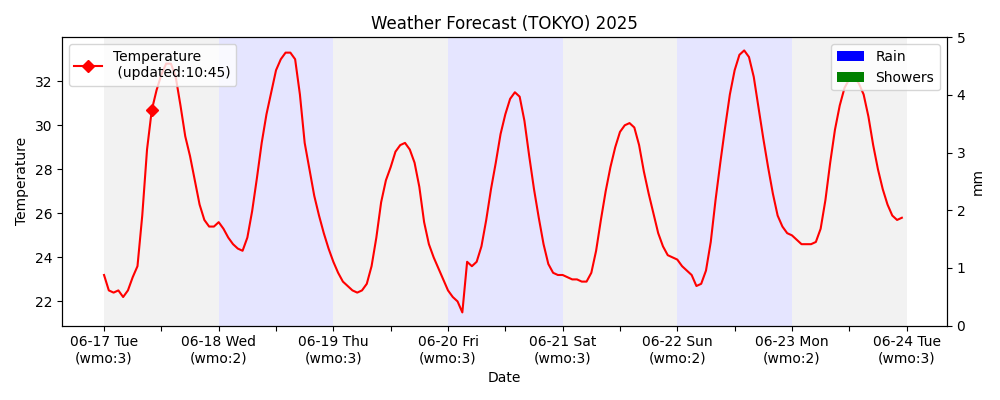 Weather Forecast (TOKYO) 2025
Temperature
(updated:10:45)
Rain
Showers
Temperature
32
30
28
26
24
22
5
4
3
2
1
0
mm
06-17 Tue
(wmo:3)
06-18 Wed
(wmo:2)
06-19 Thu
(wmo:3)
06-20 Fri
(wmo:3)
06-21 Sat
(wmo:3)
06-22 Sun
(wmo:2)
06-23 Mon
(wmo:2)
06-24 Tue
(wmo:3)
Date